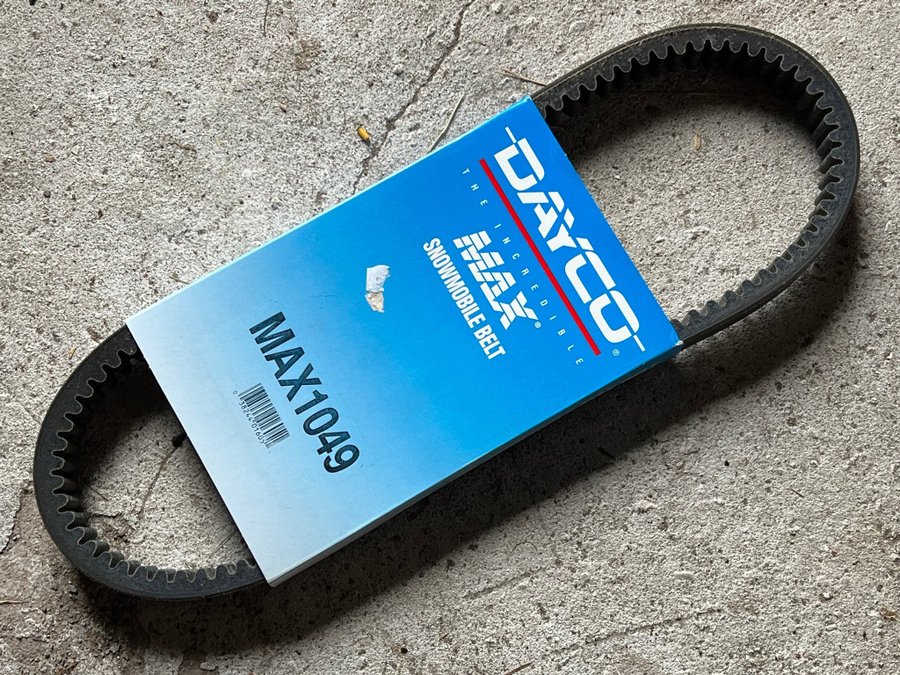 DAYCO®
THE INCREDIBLE
MAX®
SNOWMOBILE BELT
MAX1049